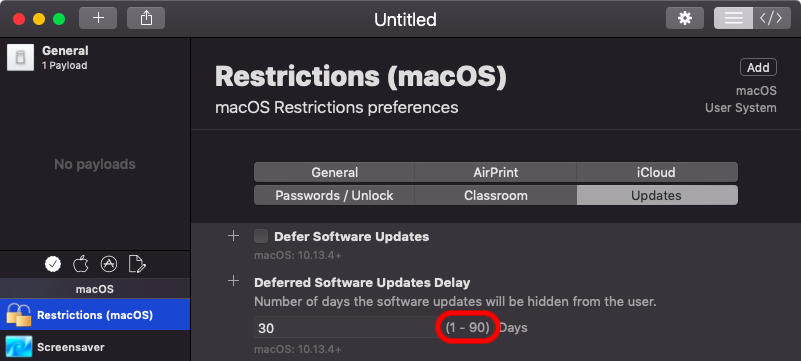 Untitled
General
1 Payload
No payloads
macOS
Restrictions (macOS)
Screensaver
Restrictions (macOS)
macOS Restrictions preferences
Add
macOS
User System
General AirPrint iCloud
Passwords / Unlock Classroom Updates
Defer Software Updates
macOS: 10.13.4+
Deferred Software Updates Delay
Number of days the software updates will be hidden from the user.
30 (1 - 90) Days
macOS: 10.13.4+